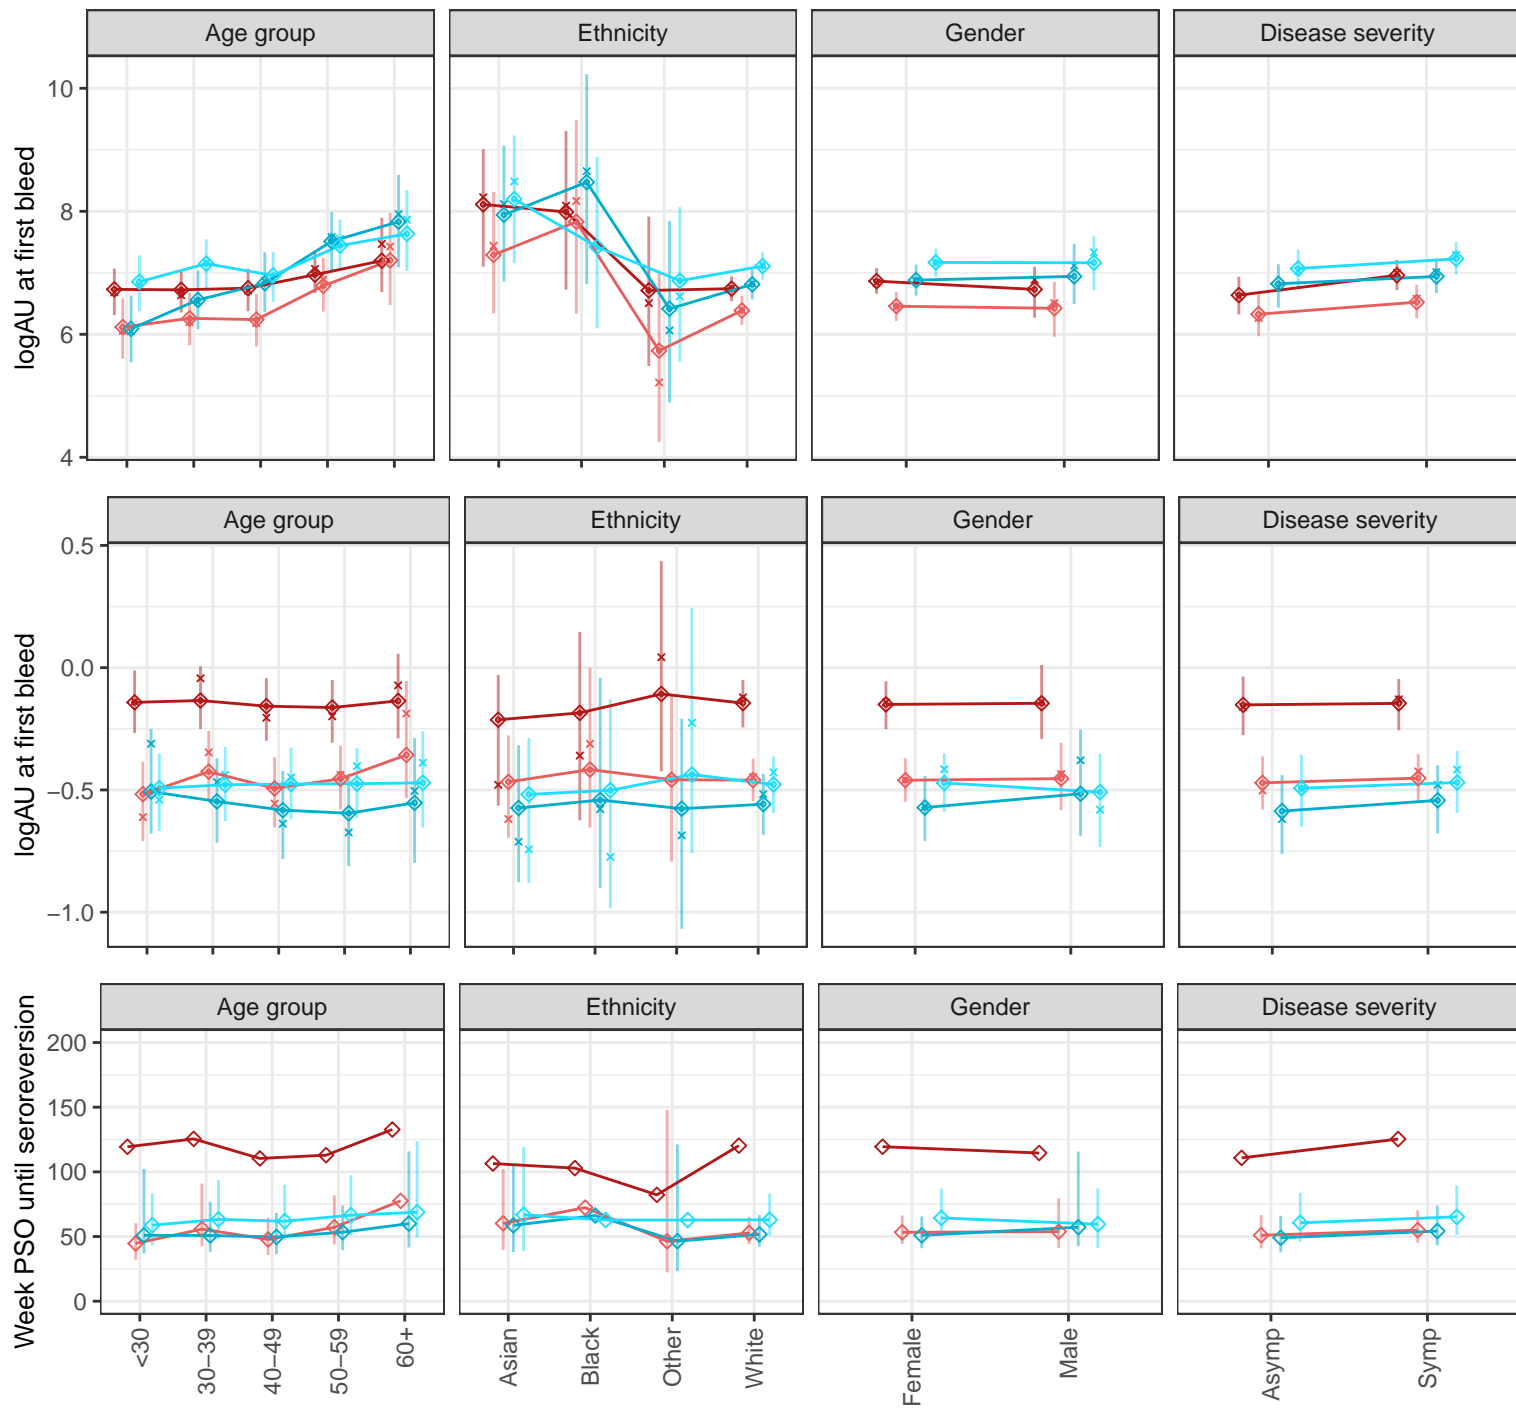 Age group Ethnicity Gender Disease severity
logAU at first bleed
10
8
6
4
Age group Ethnicity Gender Disease severity
logAU at first bleed
0.5
0.0
−0.5
−1.0
Age group Ethnicity Gender Disease severity
Week PSO until seroreversion
200
150
100
50
0
<30 30−39 40−49 50−59 60+ Asian Black Other White Female Male Asymp Symp